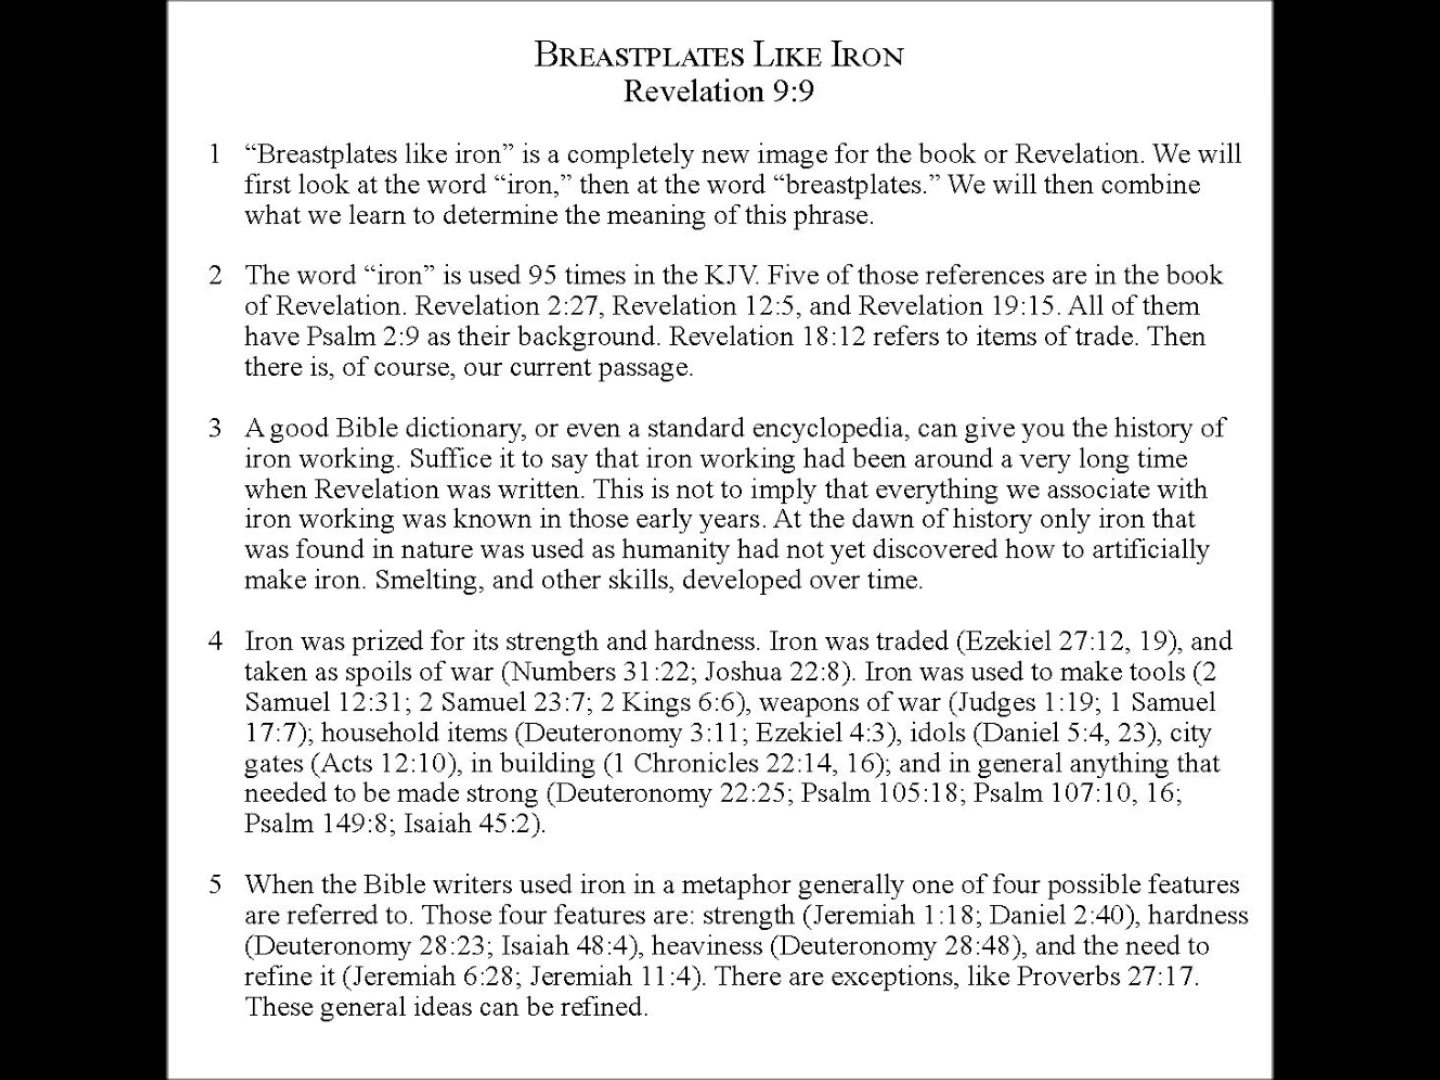 BREASTPLATES LIKE IRON
Revelation 9:9
1 “Breastplates like iron” is a completely new image for the book or Revelation. We will
first look at the word “iron,” then at the word “breastplates.” We will then combine
what we learn to determine the meaning of this phrase.
2 The word “iron” is used 95 times in the KJV. Five of those references are in the book
of Revelation. Revelation 2:27, Revelation 12:5, and Revelation 19:15. All of them
have Psalm 2:9 as their background. Revelation 18:12 refers to items of trade. Then
there is, of course, our current passage.
3 A good Bible dictionary, or even a standard encyclopedia, can give you the history of
iron working. Suffice it to say that iron working had been around a very long time
when Revelation was written. This is not to imply that everything we associate with
iron working was known in those early years. At the dawn of history only iron that
was found in nature was used as humanity had not yet discovered how to artificially
make iron. Smelting, and other skills, developed over time.
4 Iron was prized for its strength and hardness. Iron was traded (Ezekiel 27:12, 19), and
taken as spoils of war (Numbers 31:22; Joshua 22:8). Iron was used to make tools (2
Samuel 12:31; 2 Samuel 23:7; 2 Kings 6:6), weapons of war (Judges 1:19; 1 Samuel
17:7); household items (Deuteronomy 3:11; Ezekiel 4:3), idols (Daniel 5:4, 23), city
gates (Acts 12:10), in building (1 Chronicles 22:14, 16); and in general anything that
needed to be made strong (Deuteronomy 22:25; Psalm 105:18; Psalm 107:10, 16;
Psalm 149:8; Isaiah 45:2).
5 When the Bible writers used iron in a metaphor generally one of four possible features
are referred to. Those four features are: strength (Jeremiah 1:18; Daniel 2:40), hardness
(Deuteronomy 28:23; Isaiah 48:4), heaviness (Deuteronomy 28:48), and the need to
refine it (Jeremiah 6:28; Jeremiah 11:4). There are exceptions, like Proverbs 27:17.
These general ideas can be refined.